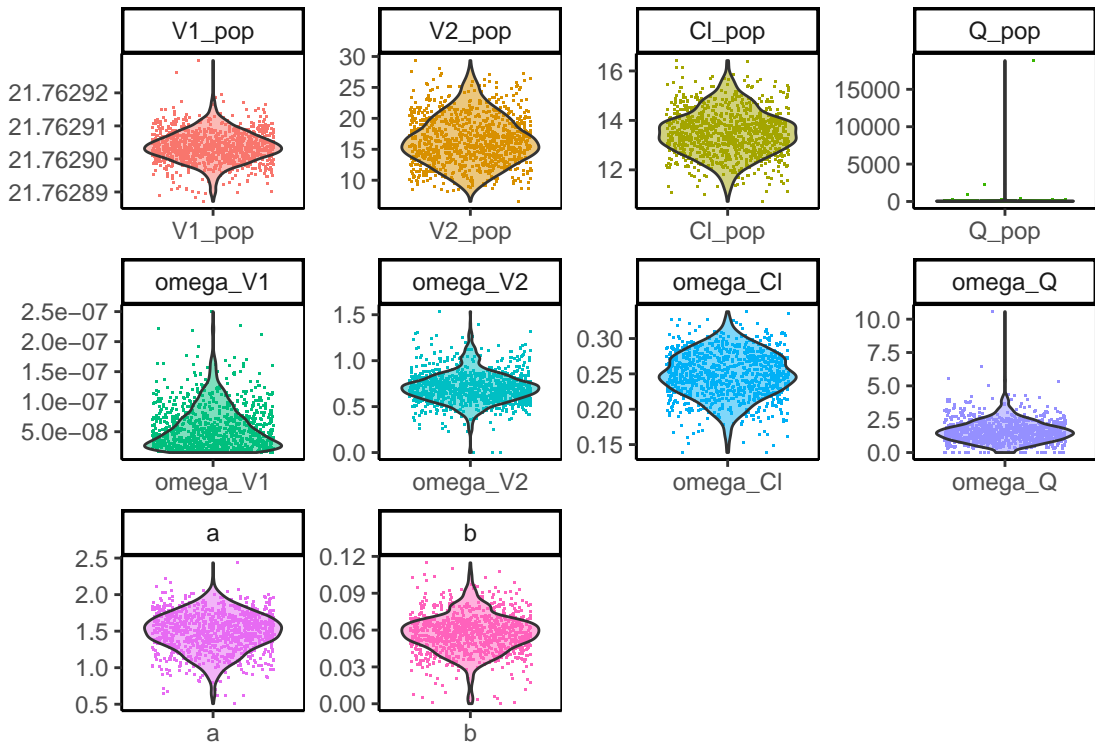 V1_pop V2_pop Cl_pop Q_pop
21.76292 30 16 15000
21.76291 25 14 10000
21.76290 20 12 5000
21.76289 15 0
10
V1_pop V2_pop Cl_pop Q_pop
omega_V1 omega_V2 omega_Cl omega_Q
2.5e−07 1.5 0.30 10.0
2.0e−07 1.0 0.25 7.5
1.5e−07 0.5 0.20 5.0
1.0e−07 0.0 0.15 2.5
5.0e−08 0.0
omega_V1 omega_V2 omega_Cl omega_Q
a b
2.5 0.12
2.0 0.09
1.5 0.06
1.0 0.03
0.5 0.00
a b